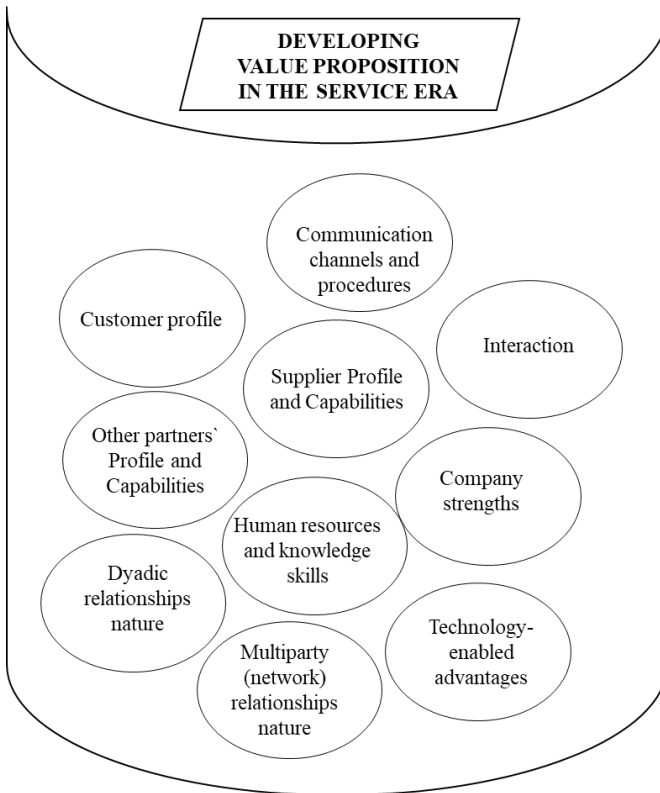 DEVELOPING
VALUE PROPOSITION
IN THE SERVICE ERA
Communication
channels and
procedures
Customer profile
Interaction
Supplier Profile
and Capabilities
Other partners`
Profile and
Capabilities
Company
strengths
Human resources
and knowledge
skills
Dyadic
relationships
nature
Technology-
enabled
advantages
Multiparty
(network)
relationships
nature